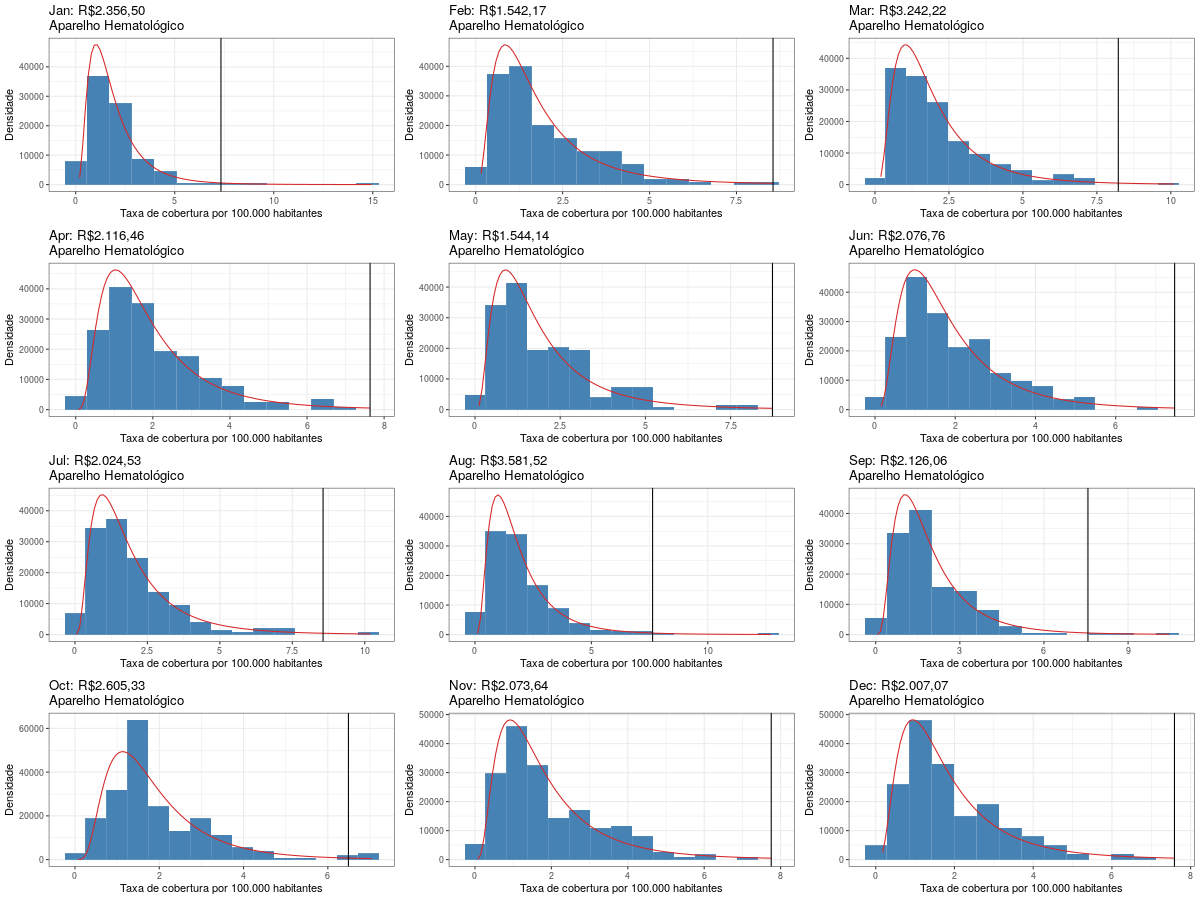 Jan: R$2.356,50
Aparelho Hematológico
Densidade
40000
30000
20000
10000
0
0 5 10 15
Taxa de cobertura por 100.000 habitantes
Feb: R$1.542,17
Aparelho Hematológico
Densidade
40000
30000
20000
10000
0
0 2.5 5 7.5
Taxa de cobertura por 100.000 habitantes
Mar: R$3.242,22
Aparelho Hematológico
Densidade
40000
30000
20000
10000
0
0 2.5 5 7.5 10
Taxa de cobertura por 100.000 habitantes
Apr: R$2.116,46
Aparelho Hematológico
Densidade
40000
30000
20000
10000
0
0 2 4 6 8
Taxa de cobertura por 100.000 habitantes
May: R$1.544,14
Aparelho Hematológico
Densidade
40000
30000
20000
10000
0
0 2.5 5 7.5
Taxa de cobertura por 100.000 habitantes
Jun: R$2.076,76
Aparelho Hematológico
Densidade
40000
30000
20000
10000
0
0 2 4 6
Taxa de cobertura por 100.000 habitantes
Jul: R$2.024,53
Aparelho Hematológico
Densidade
40000
30000
20000
10000
0
0 2.5 5 7.5 10
Taxa de cobertura por 100.000 habitantes
Aug: R$3.581,52
Aparelho Hematológico
Densidade
40000
30000
20000
10000
0
0 5 10
Taxa de cobertura por 100.000 habitantes
Sep: R$2.126,06
Aparelho Hematológico
Densidade
40000
30000
20000
10000
0
0 3 6 9
Taxa de cobertura por 100.000 habitantes
Oct: R$2.605,33
Aparelho Hematológico
Densidade
60000
40000
20000
0
0 2 4 6
Taxa de cobertura por 100.000 habitantes
Nov: R$2.073,64
Aparelho Hematológico
Densidade
50000
40000
30000
20000
10000
0
0 2 4 6 8
Taxa de cobertura por 100.000 habitantes
Dec: R$2.007,07
Aparelho Hematológico
Densidade
50000
40000
30000
20000
10000
0
0 2 4 6 8
Taxa de cobertura por 100.000 habitantes